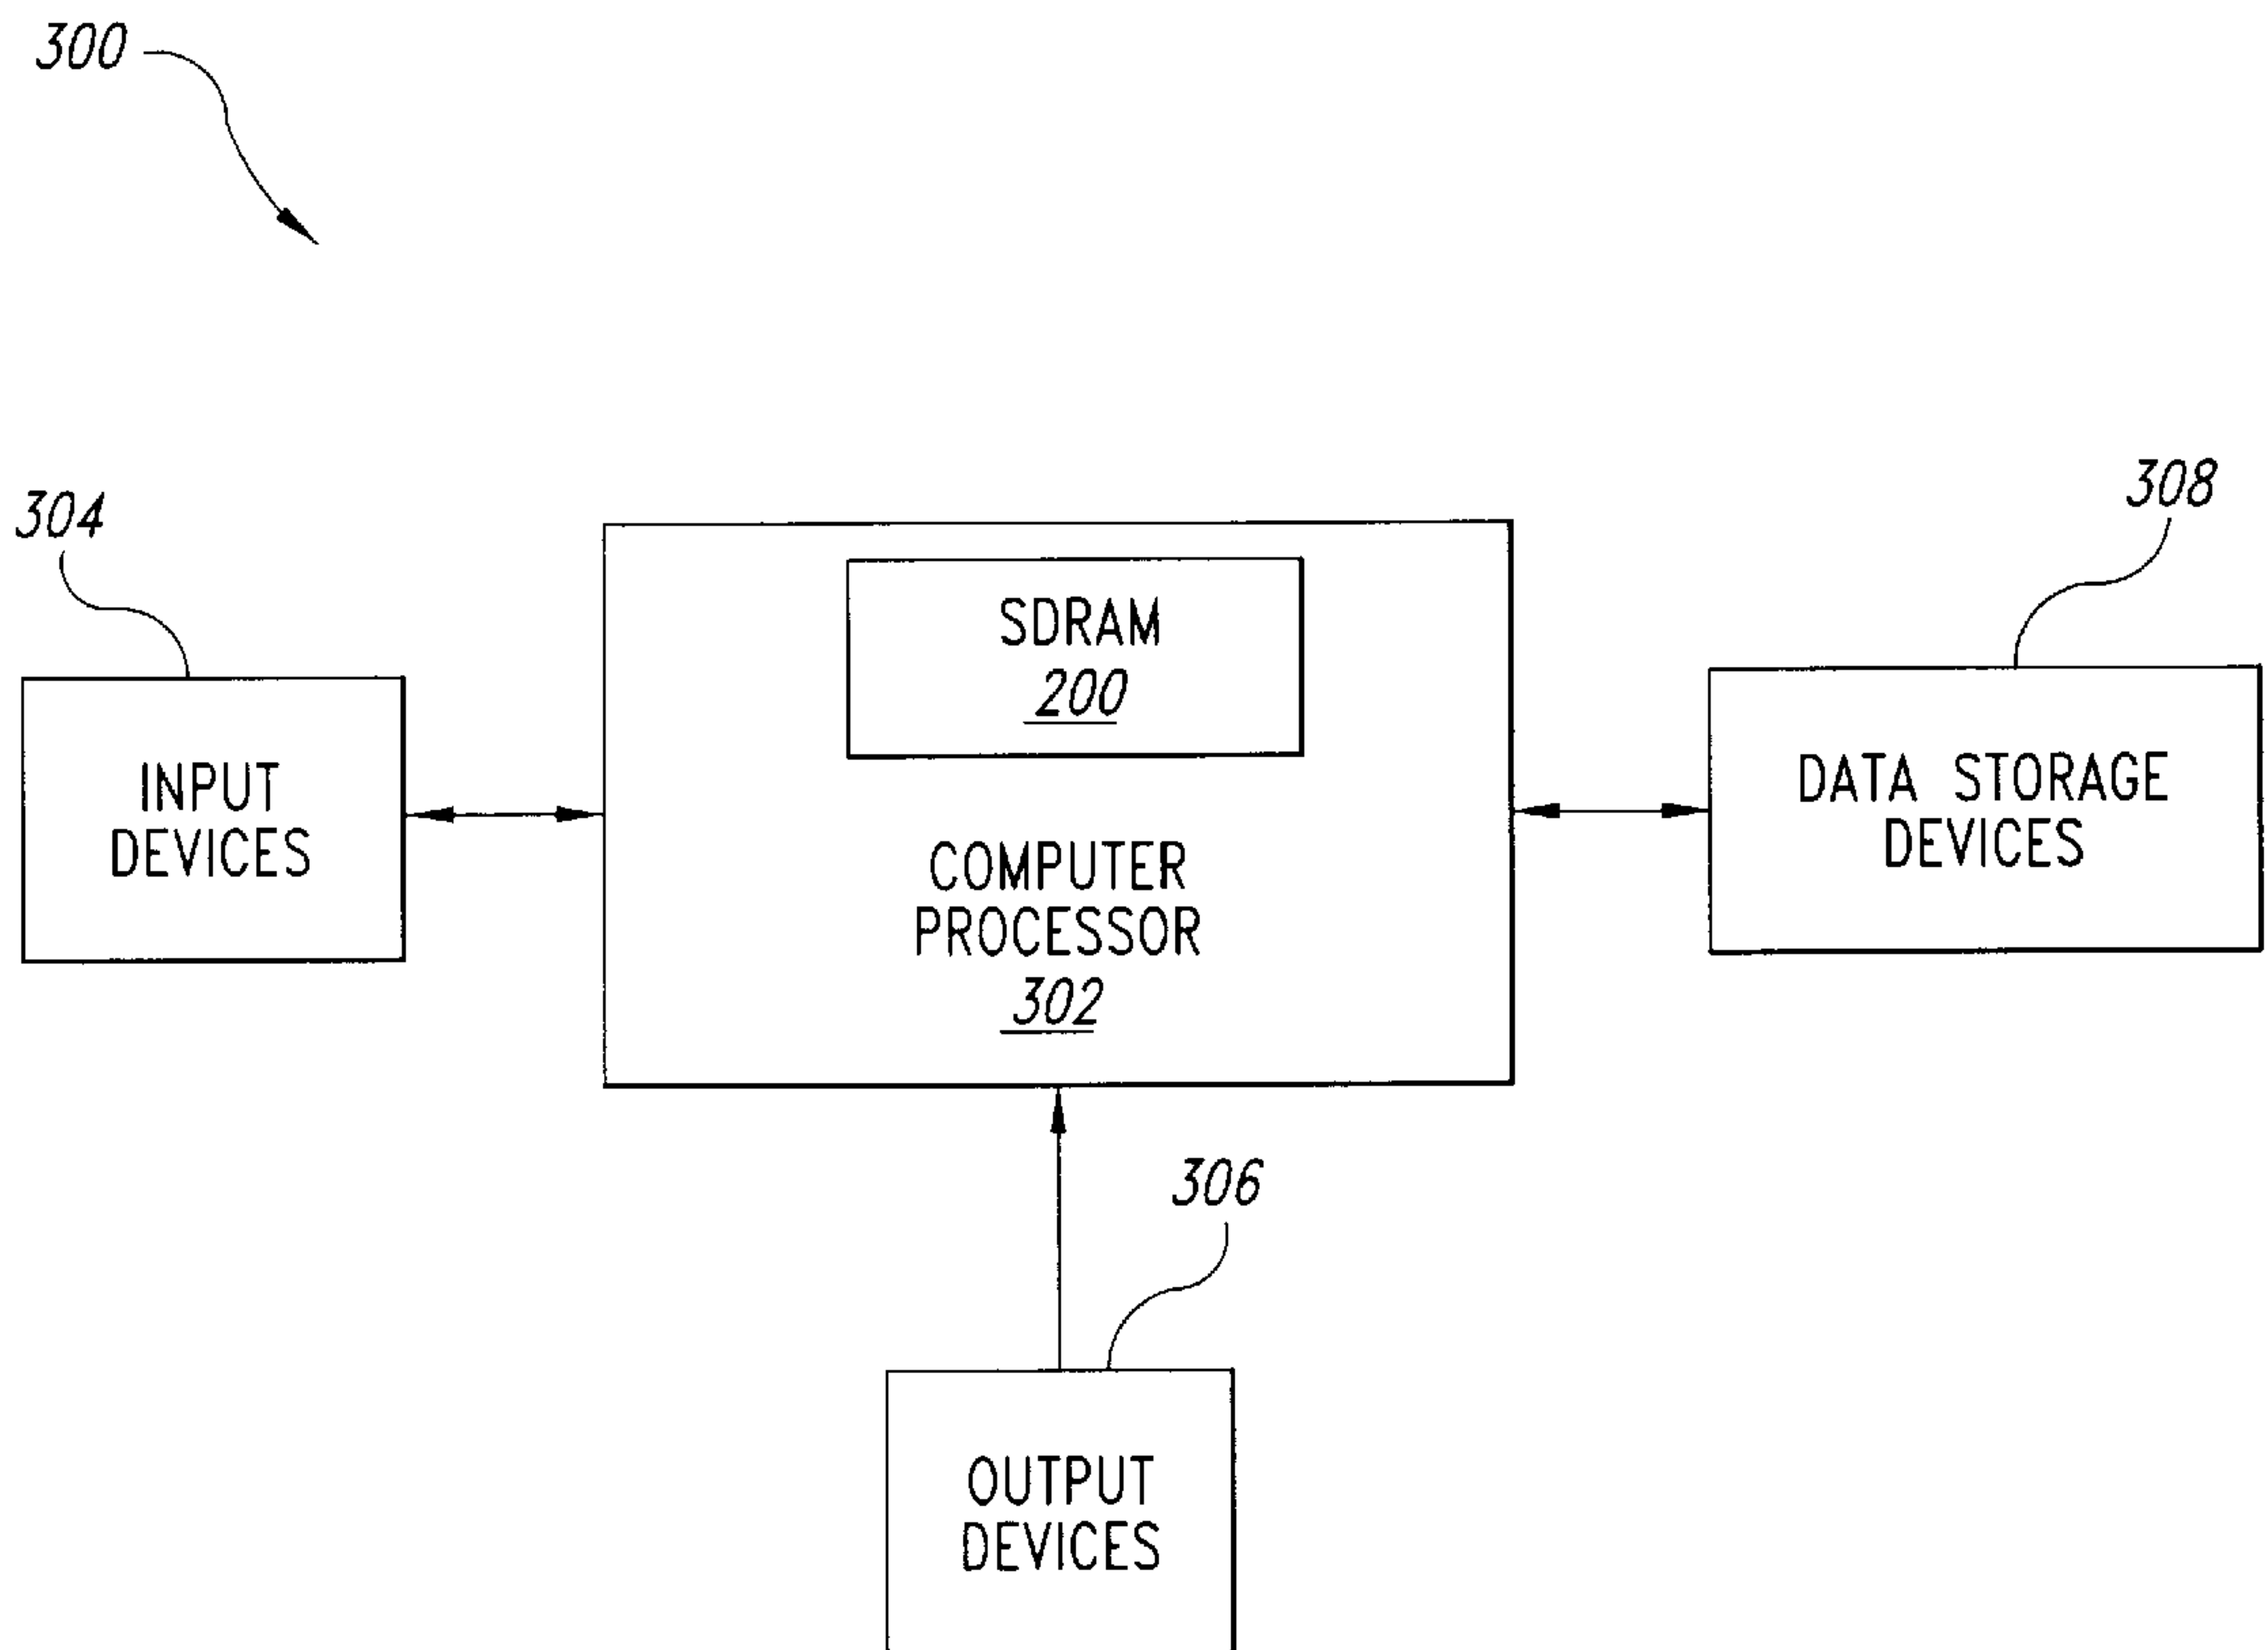 300
304
308
SDRAM
200
INPUT
DEVICES
DATA STORAGE
DEVICES
COMPUTER
PROCESSOR
302
306
OUTPUT
DEVICES